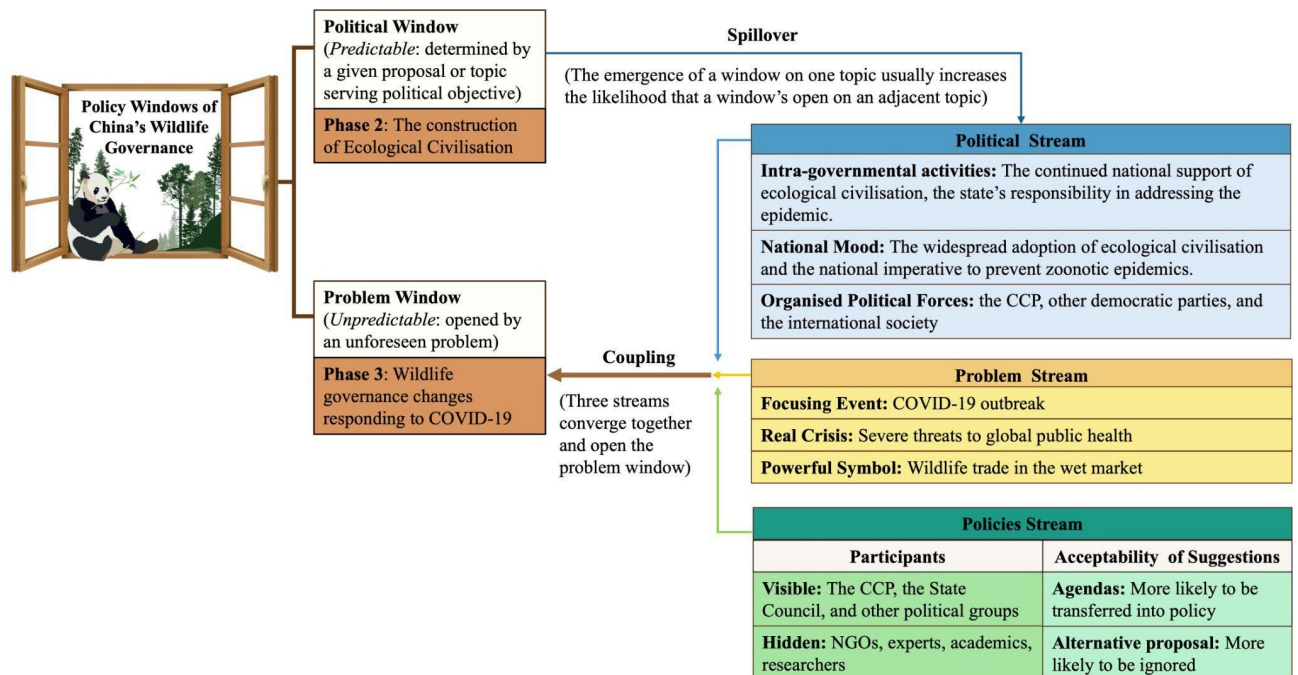 Policy Windows of
China's Wildlife
Governance
Political Window
(Predictable: determined by
a given proposal or topic
serving political objective)
Phase 2: The construction
of Ecological Civilisation
Spillover
(The emergence of a window on one topic usually increases
the likelihood that a window's open on an adjacent topic)
Political Stream
Intra-governmental activities: The continued national support of
ecological civilisation, the state's responsibility in addressing the
epidemic.
National Mood: The widespread adoption of ecological civilisation
and the national imperative to prevent zoonotic epidemics.
Organised Political Forces: the CCP, other democratic parties, and
the international society
Problem Window
(Unpredictable: opened by
an unforeseen problem)
Phase 3: Wildlife
governance changes
responding to COVID-19
Coupling
(Three streams
converge together
and open the
problem window)
Problem Stream
Focusing Event: COVID-19 outbreak
Real Crisis: Severe threats to global public health
Powerful Symbol: Wildlife trade in the wet market
Policies Stream
Participants
Acceptability of Suggestions
Visible: The CCP, the State
Council, and other political groups
Agendas: More likely to be
transferred into policy
Hidden: NGOs, experts, academics,
researchers
Alternative proposal: More
likely to be ignored